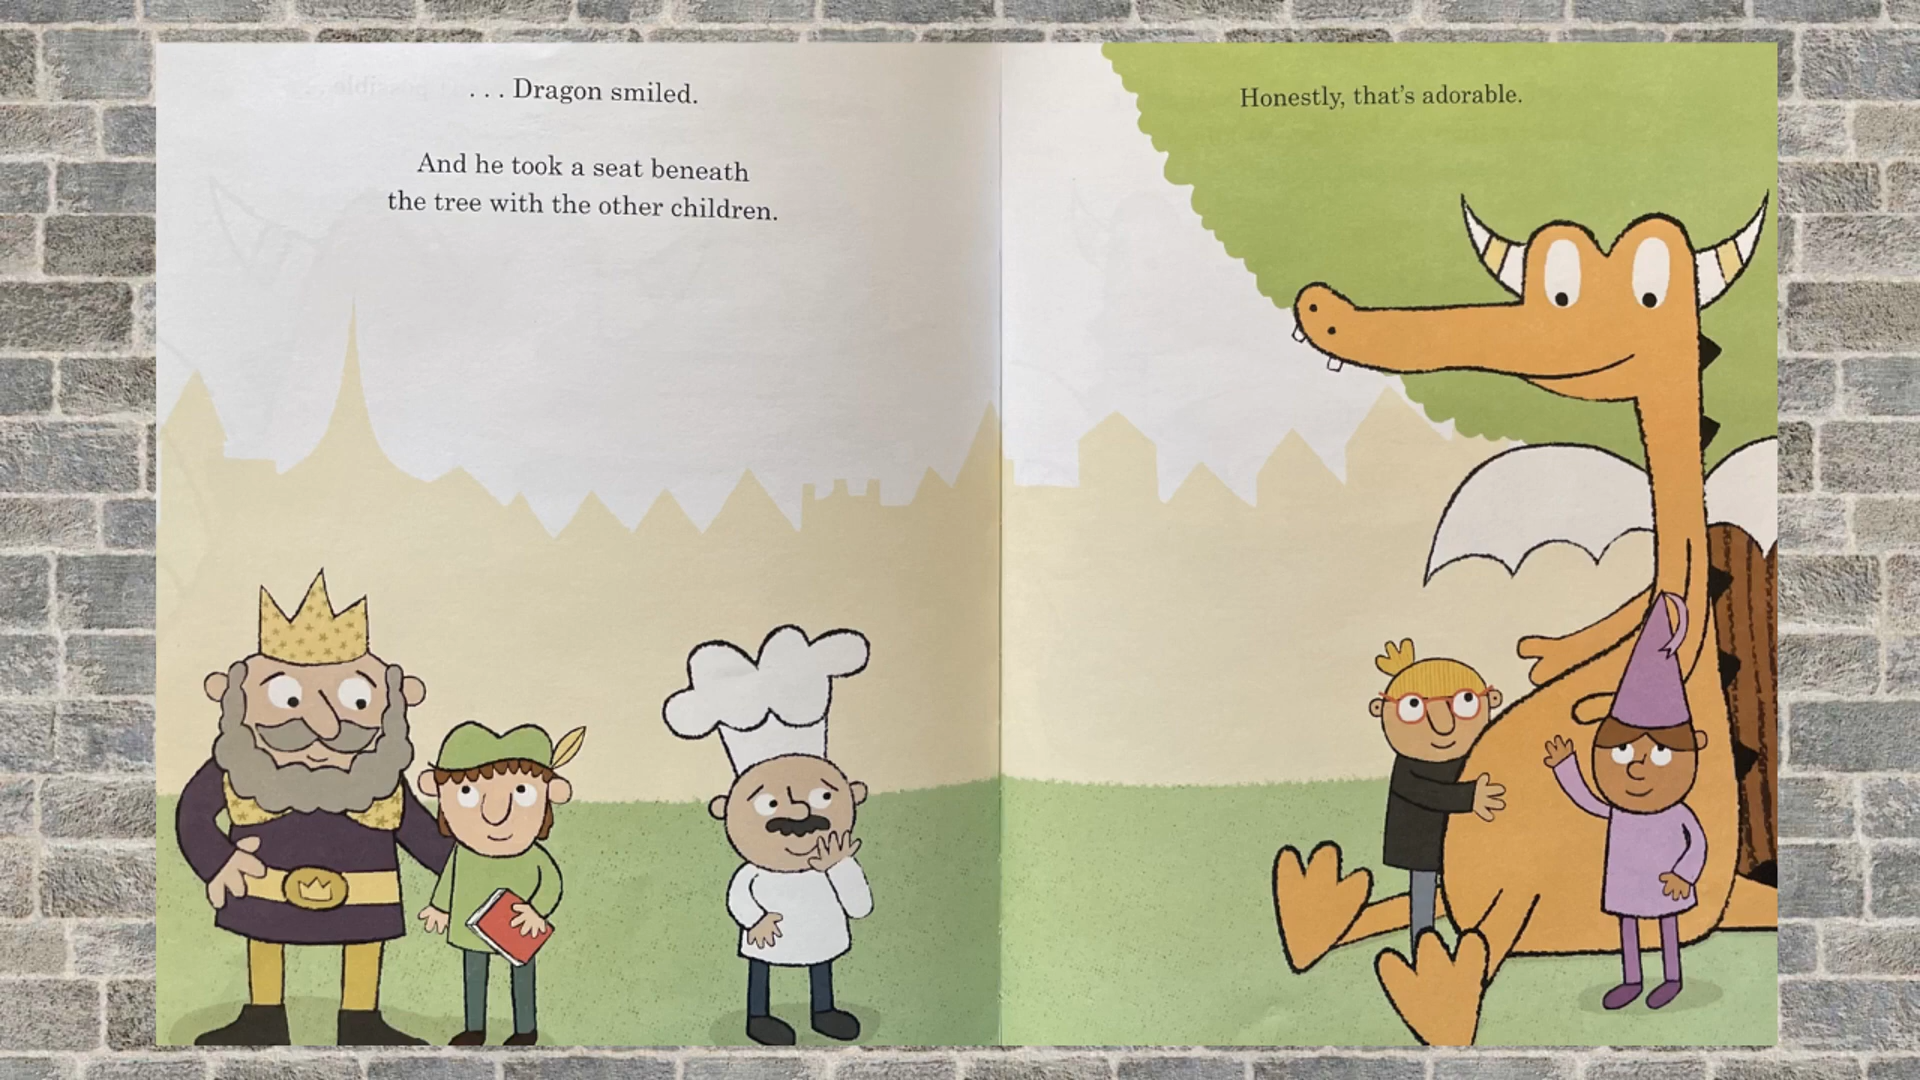 . . . Dragon smiled.
And he took a seat beneath
the tree with the other children.
Honestly, that's adorable.